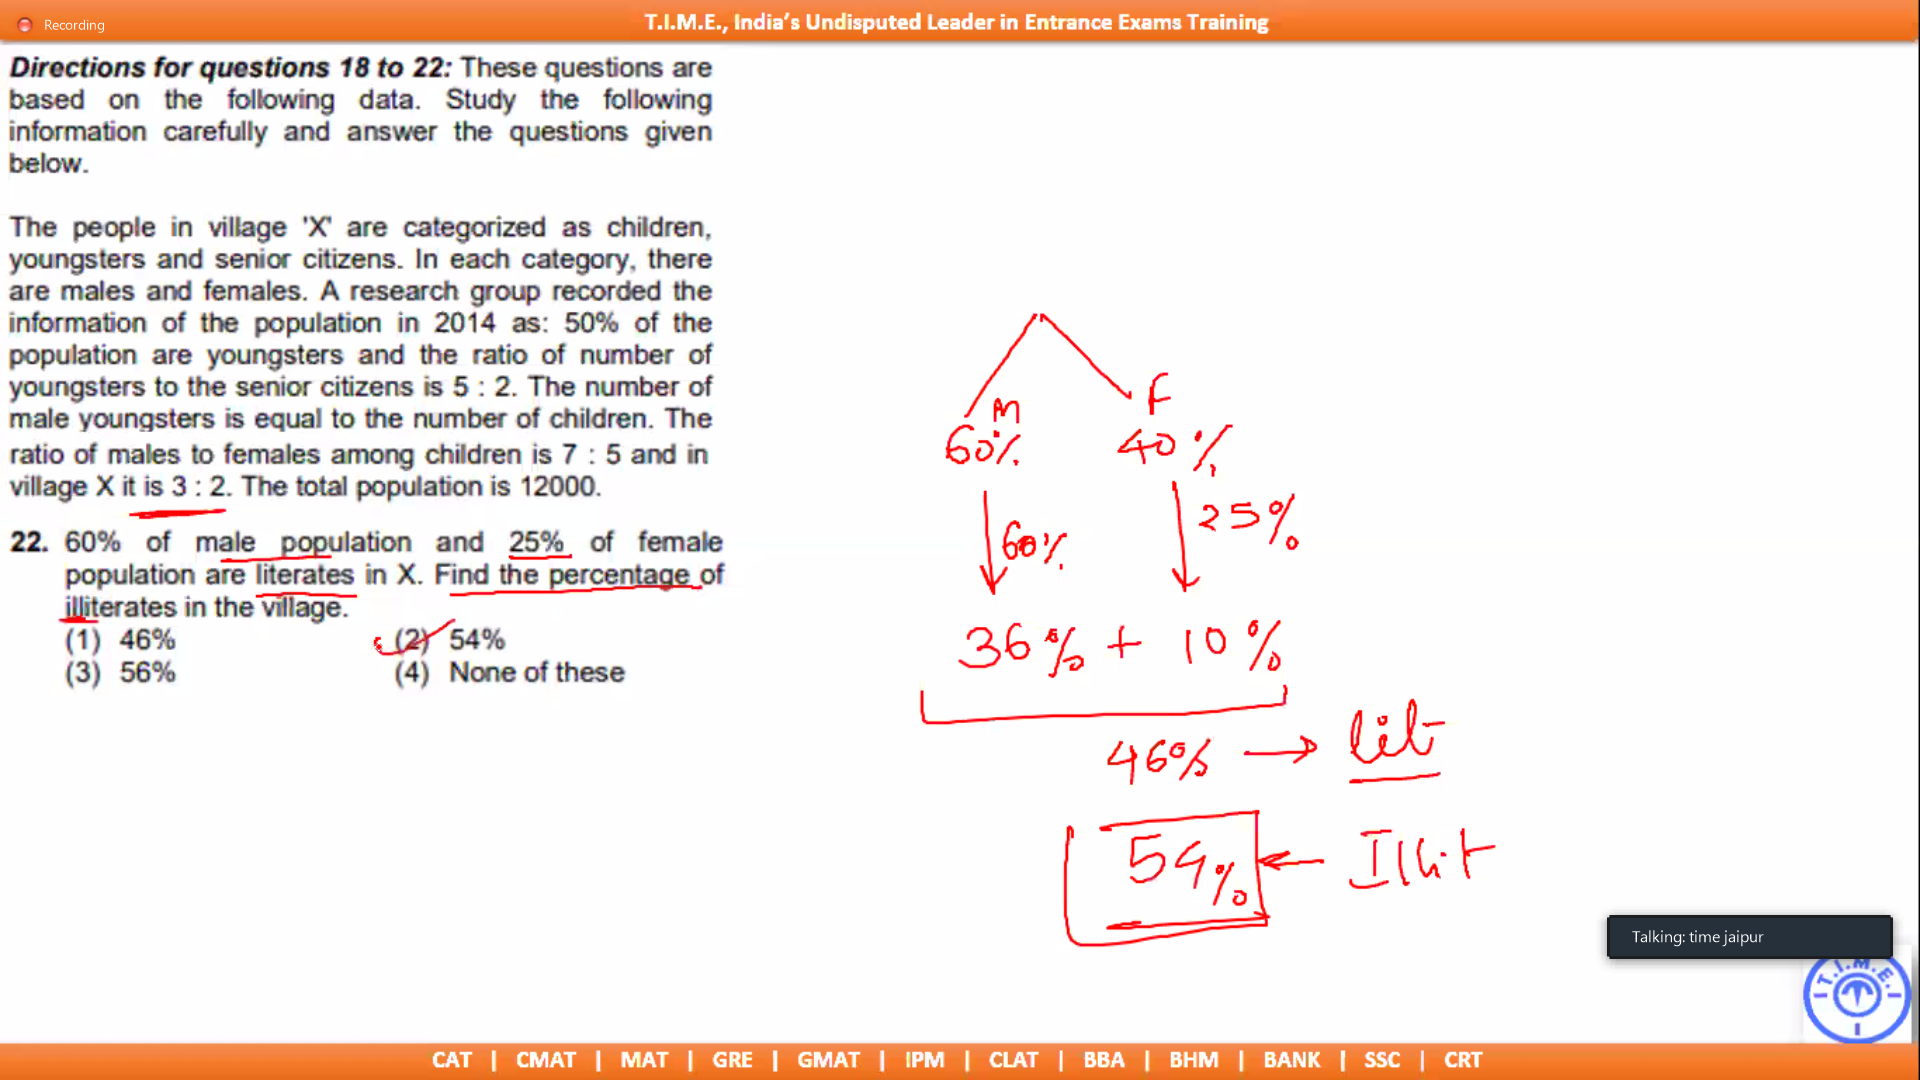 Recording
T.I.M.E., India’s Undisputed Leader in Entrance Exams Training
Directions for questions 18 to 22: These questions are
based on the following data. Study the following
information carefully and answer the questions given
below.
The people in village 'X' are categorized as children,
youngsters and senior citizens. In each category, there
are males and females. A research group recorded the
information of the population in 2014 as: 50% of the
population are youngsters and the ratio of number of
youngsters to the senior citizens is 5 : 2. The number of
male youngsters is equal to the number of children. The
ratio of males to females among children is 7 : 5 and in
village X it is 3 : 2. The total population is 12000.
22. 60% of male population and 25% of female
population are literates in X. Find the percentage of
illiterates in the village.
(1) 46% (2) 54%
(3) 56% (4) None of these
M F
60% 40%
60% 25%
36% + 10%
46% → lit
54% ← Illit
Talking: time jaipur
T.I.M.E.
CAT | CMAT | MAT | GRE | GMAT | IPM | CLAT | BBA | BHM | BANK | SSC | CRT